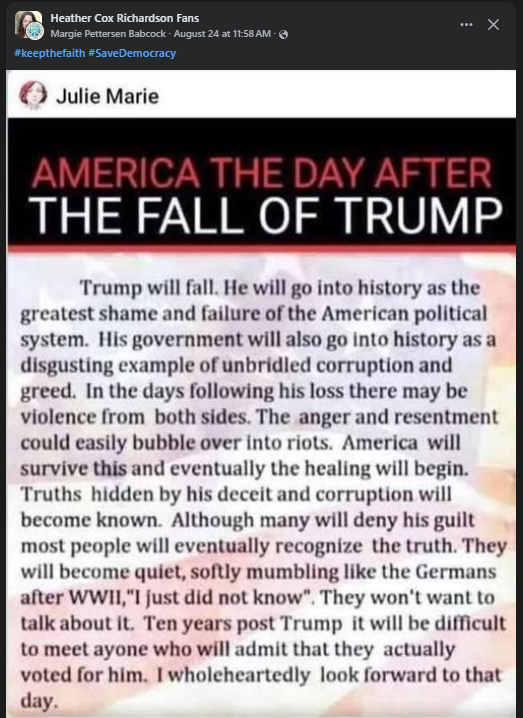 Heather Cox Richardson Fans
Margie Pettersen Babcock · August 24 at 11:58 AM ·
#keepthefaith #SaveDemocracy
Julie Marie
AMERICA THE DAY AFTER
THE FALL OF TRUMP
Trump will fall. He will go into history as the
greatest shame and failure of the American political
system. His government will also go into history as a
disgusting example of unbridled corruption and
greed. In the days following his loss there may be
violence from both sides. The anger and resentment
could easily bubble over into riots. America will
survive this and eventually the healing will begin.
Truths hidden by his deceit and corruption will
become known. Although many will deny his guilt
most people will eventually recognize the truth. They
will become quiet, softly mumbling like the Germans
after WWII,"I just did not know". They won't want to
talk about it. Ten years post Trump it will be difficult
to meet ayone who will admit that they actually
voted for him. I wholeheartedly look forward to that
day.